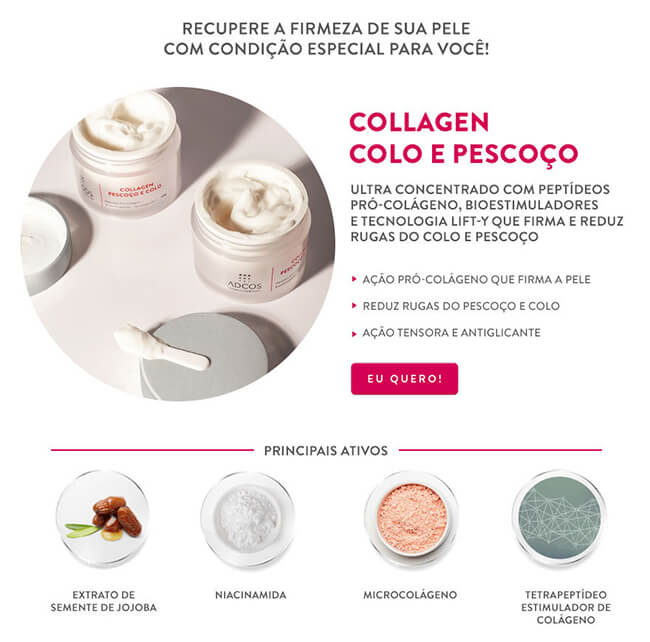 RECUPERE A FIRMEZA DE SUA PELE
COM CONDIÇÃO ESPECIAL PARA VOCÊ!
COLLAGEN
PESCOÇO E COLO
ADCOS
COLLAGEN
COLO E PESCOÇO
ULTRA CONCENTRADO COM PEPTÍDEOS
PRÓ-COLÁGENO, BIOESTIMULADORES
E TECNOLOGIA LIFT-Y QUE FIRMA E REDUZ
RUGAS DO COLO E PESCOÇO
AÇÃO PRÓ-COLÁGENO QUE FIRMA A PELE
REDUZ RUGAS DO PESCOÇO E COLO
AÇÃO TENSORA E ANTIGLICANTE
EU QUERO!
PRINCIPAIS ATIVOS
EXTRATO DE
SEMENTE DE JOJOBA
NIACINAMIDA
MICROCOLÁGENO
TETRAPEPTÍDEO
ESTIMULADOR DE
COLÁGENO